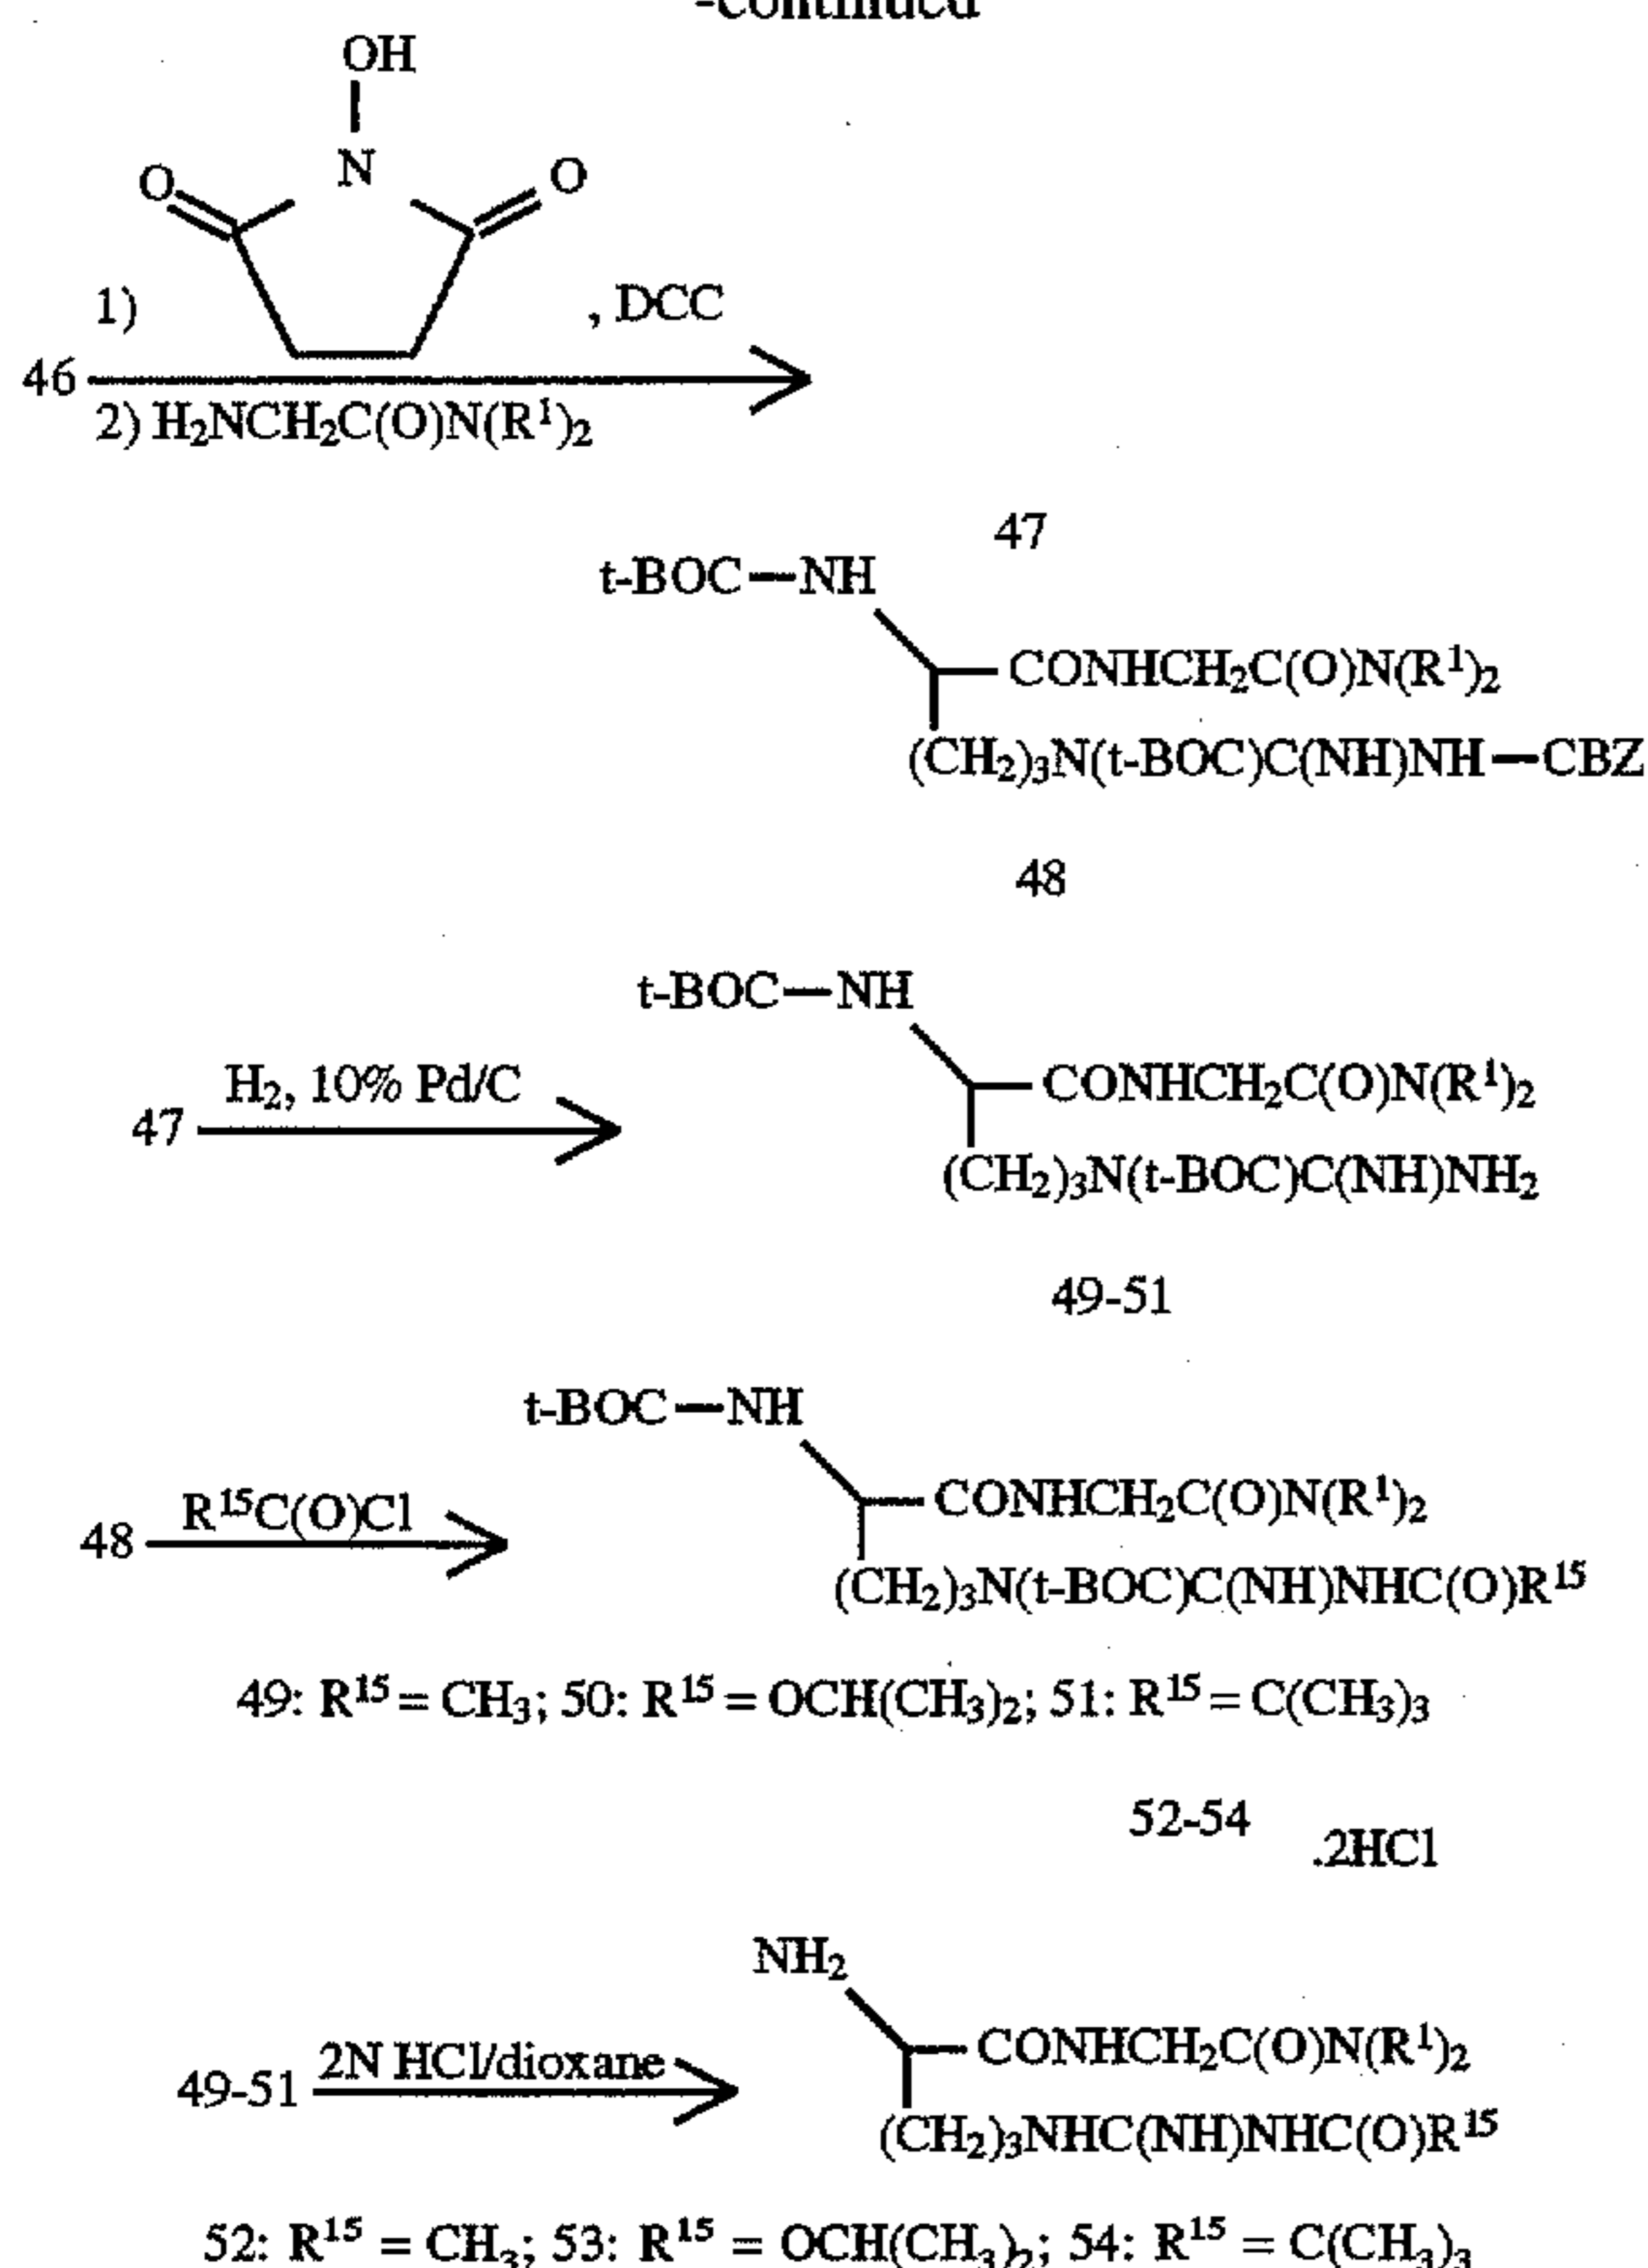 -continued
OH
N
O O
1) , DCC
46
2) H₂NCH₂C(O)N(R¹)₂
47
t-BOC—NH
CONHCH₂C(O)N(R¹)₂
(CH₂)₃N(t-BOC)C(NH)NH—CBZ
48
t-BOC—NH
H₂, 10% Pd/C
CONHCH₂C(O)N(R¹)₂
47
(CH₂)₃N(t-BOC)C(NH)NH₂
49-51
t-BOC—NH
R¹⁵C(O)Cl
CONHCH₂C(O)N(R¹)₂
48
(CH₂)₃N(t-BOC)C(NH)NHC(O)R¹⁵
49: R¹⁵ = CH₃; 50: R¹⁵ = OCH(CH₃)₂; 51: R¹⁵ = C(CH₃)₃
52-54 .2HCl
NH₂
CONHCH₂C(O)N(R¹)₂
49-51 2N HCl/dioxane
(CH₂)₃NHC(NH)NHC(O)R¹⁵
52: R¹⁵ = CH₃; 53: R¹⁵ = OCH(CH₃)₂; 54: R¹⁵ = C(CH₃)₃